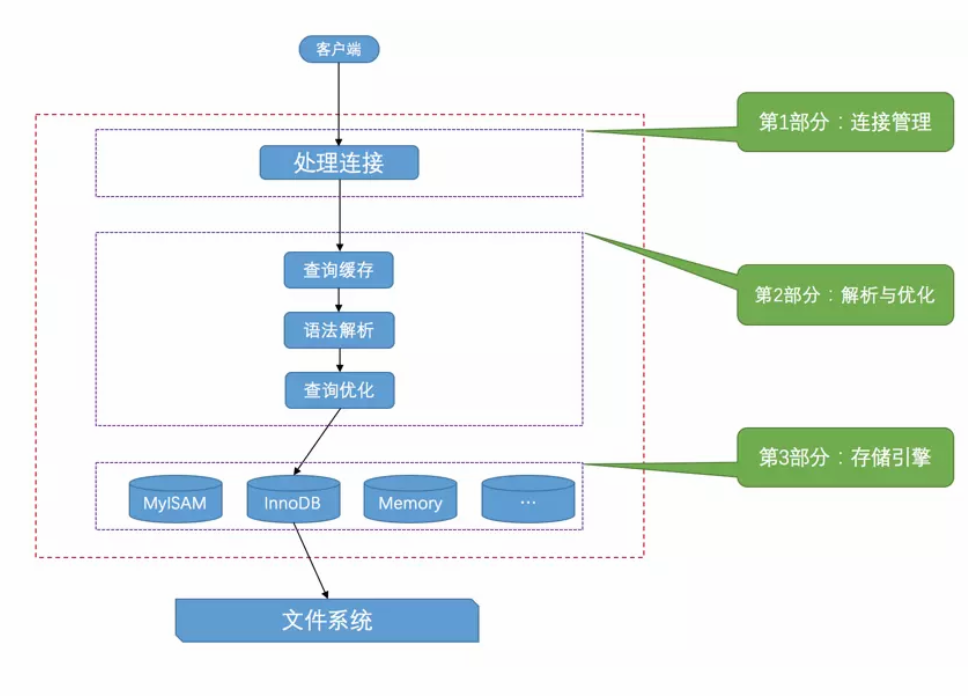 客户端
第1部分：连接管理
处理连接
查询缓存
第2部分：解析与优化
语法解析
查询优化
第3部分：存储引擎
MyISAM
InnoDB
Memory
…
文件系统